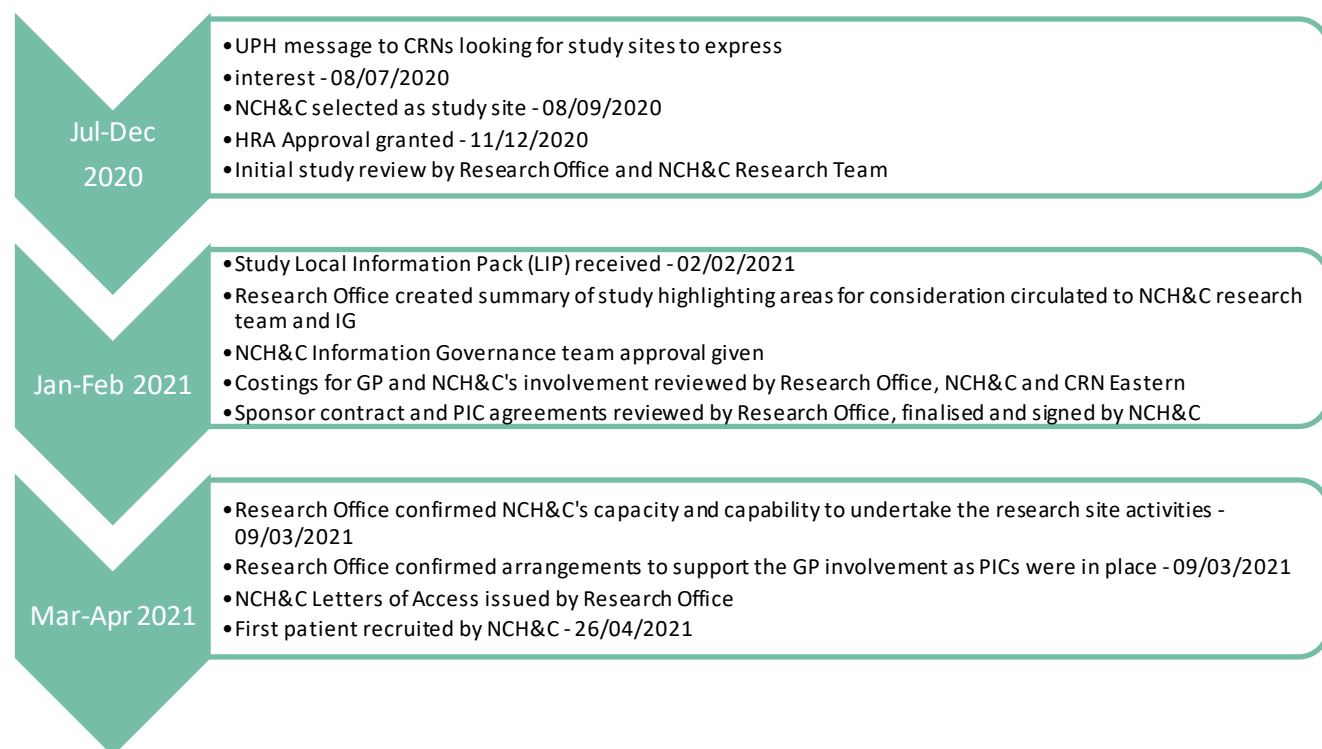 Jul-Dec
2020
•UPH message to CRNs looking for study sites to express
•interest - 08/07/2020
•NCH&C selected as study site - 08/09/2020
•HRA Approval granted - 11/12/2020
•Initial study review by Research Office and NCH&C Research Team
Jan-Feb 2021
•Study Local Information Pack (LIP) received - 02/02/2021
•Research Office created summary of study highlighting areas for consideration circulated to NCH&C research
team and IG
•NCH&C Information Governance team approval given
•Costings for GP and NCH&C's involvement reviewed by Research Office, NCH&C and CRN Eastern
•Sponsor contract and PIC agreements reviewed by Research Office, finalised and signed by NCH&C
Mar-Apr 2021
•Research Office confirmed NCH&C's capacity and capability to undertake the research site activities -
09/03/2021
•Research Office confirmed arrangements to support the GP involvement as PICs were in place - 09/03/2021
•NCH&C Letters of Access issued by Research Office
•First patient recruited by NCH&C - 26/04/2021